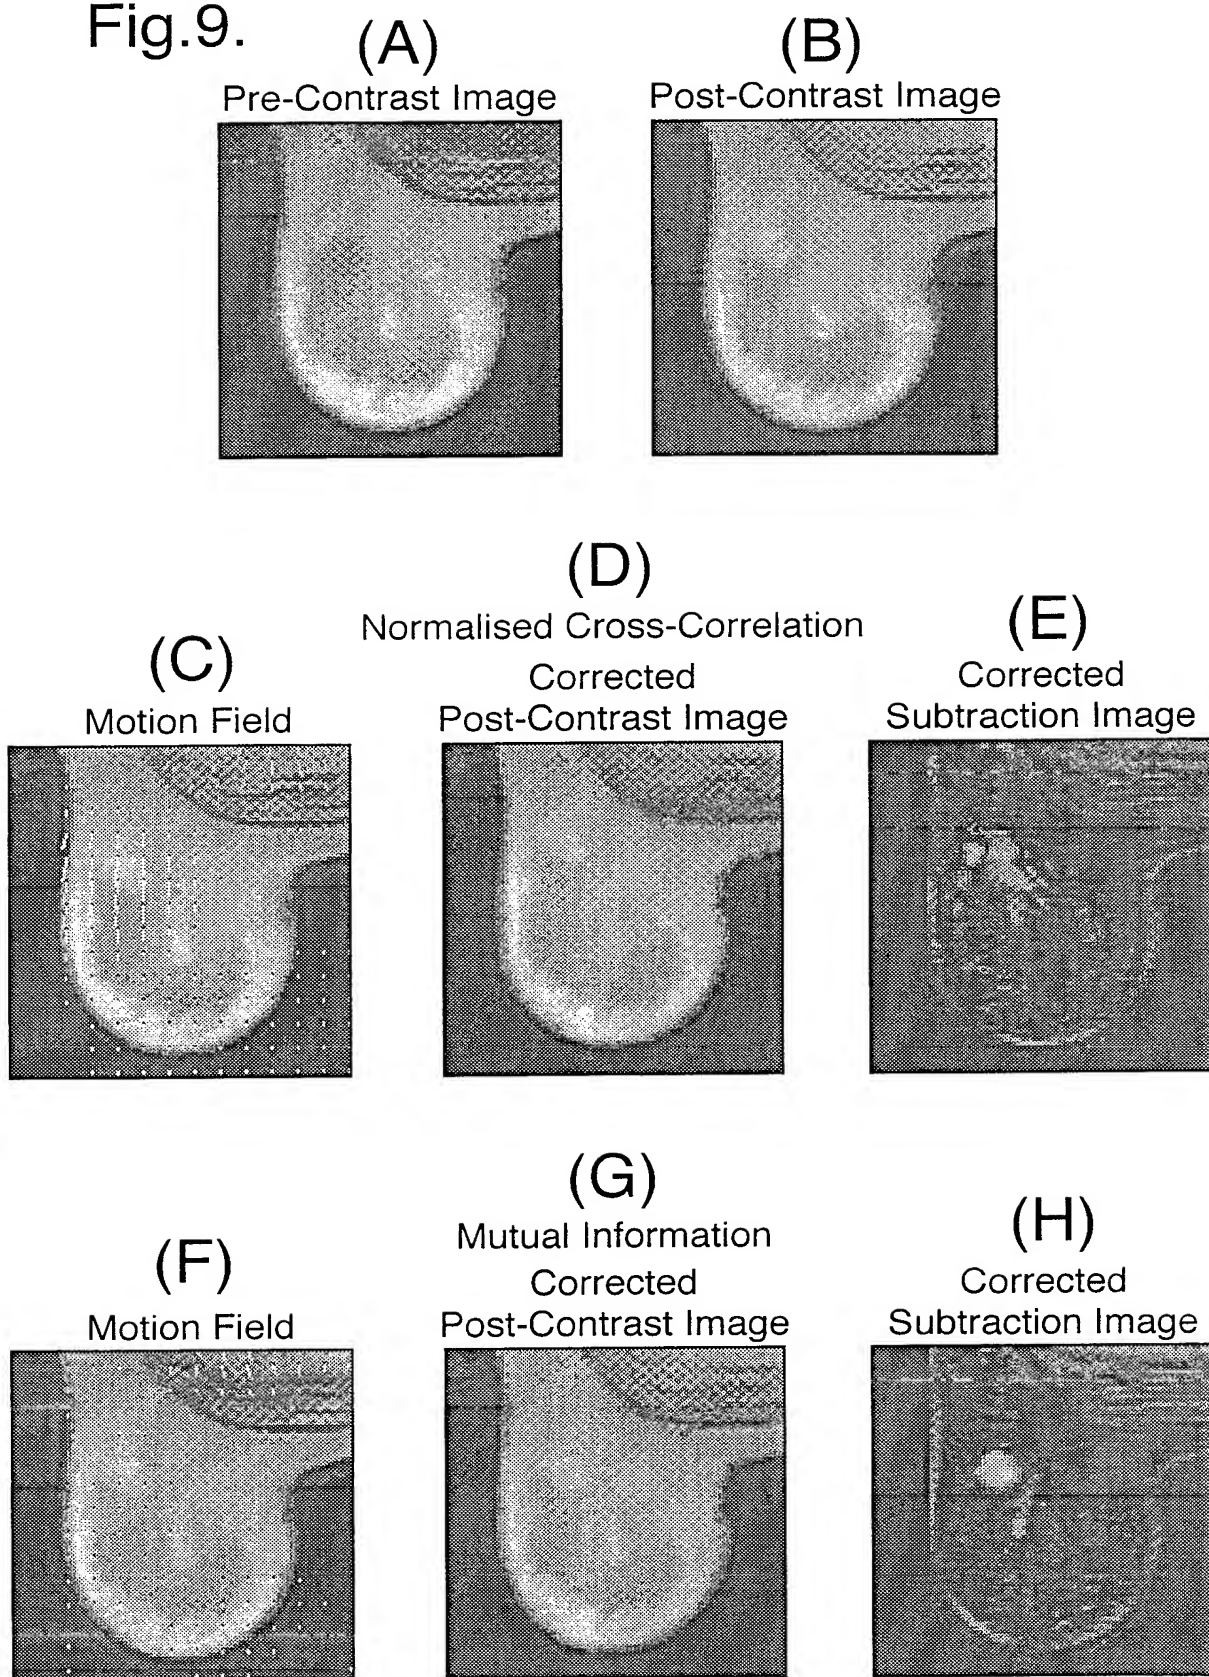 Fig.9.
(A)
Pre-Contrast Image
(B)
Post-Contrast Image
(C)
Motion Field
(D)
Normalised Cross-Correlation
Corrected
Post-Contrast Image
(E)
Corrected
Subtraction Image
(F)
Motion Field
(G)
Mutual Information
Corrected
Post-Contrast Image
(H)
Corrected
Subtraction Image